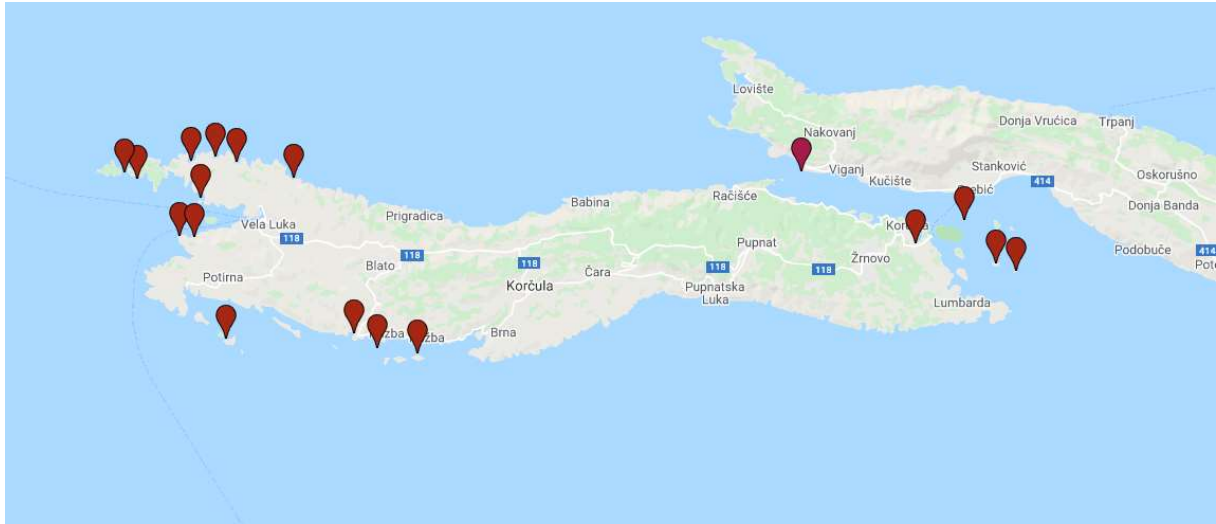 Lovište
Donja Vrućica
Trpanj
Nakovanj
Viganj
Stanković
Oskorušno
Kučište
414
Račišće
Donja Banda
Babina
Prigradica
Vela Luka
118
Pupnat
Podobuče
414
118
Blato
118
Čara
118
Žrnovo
Potirna
Korčula
Pupnatska
Luka
Lumbarda
Brna